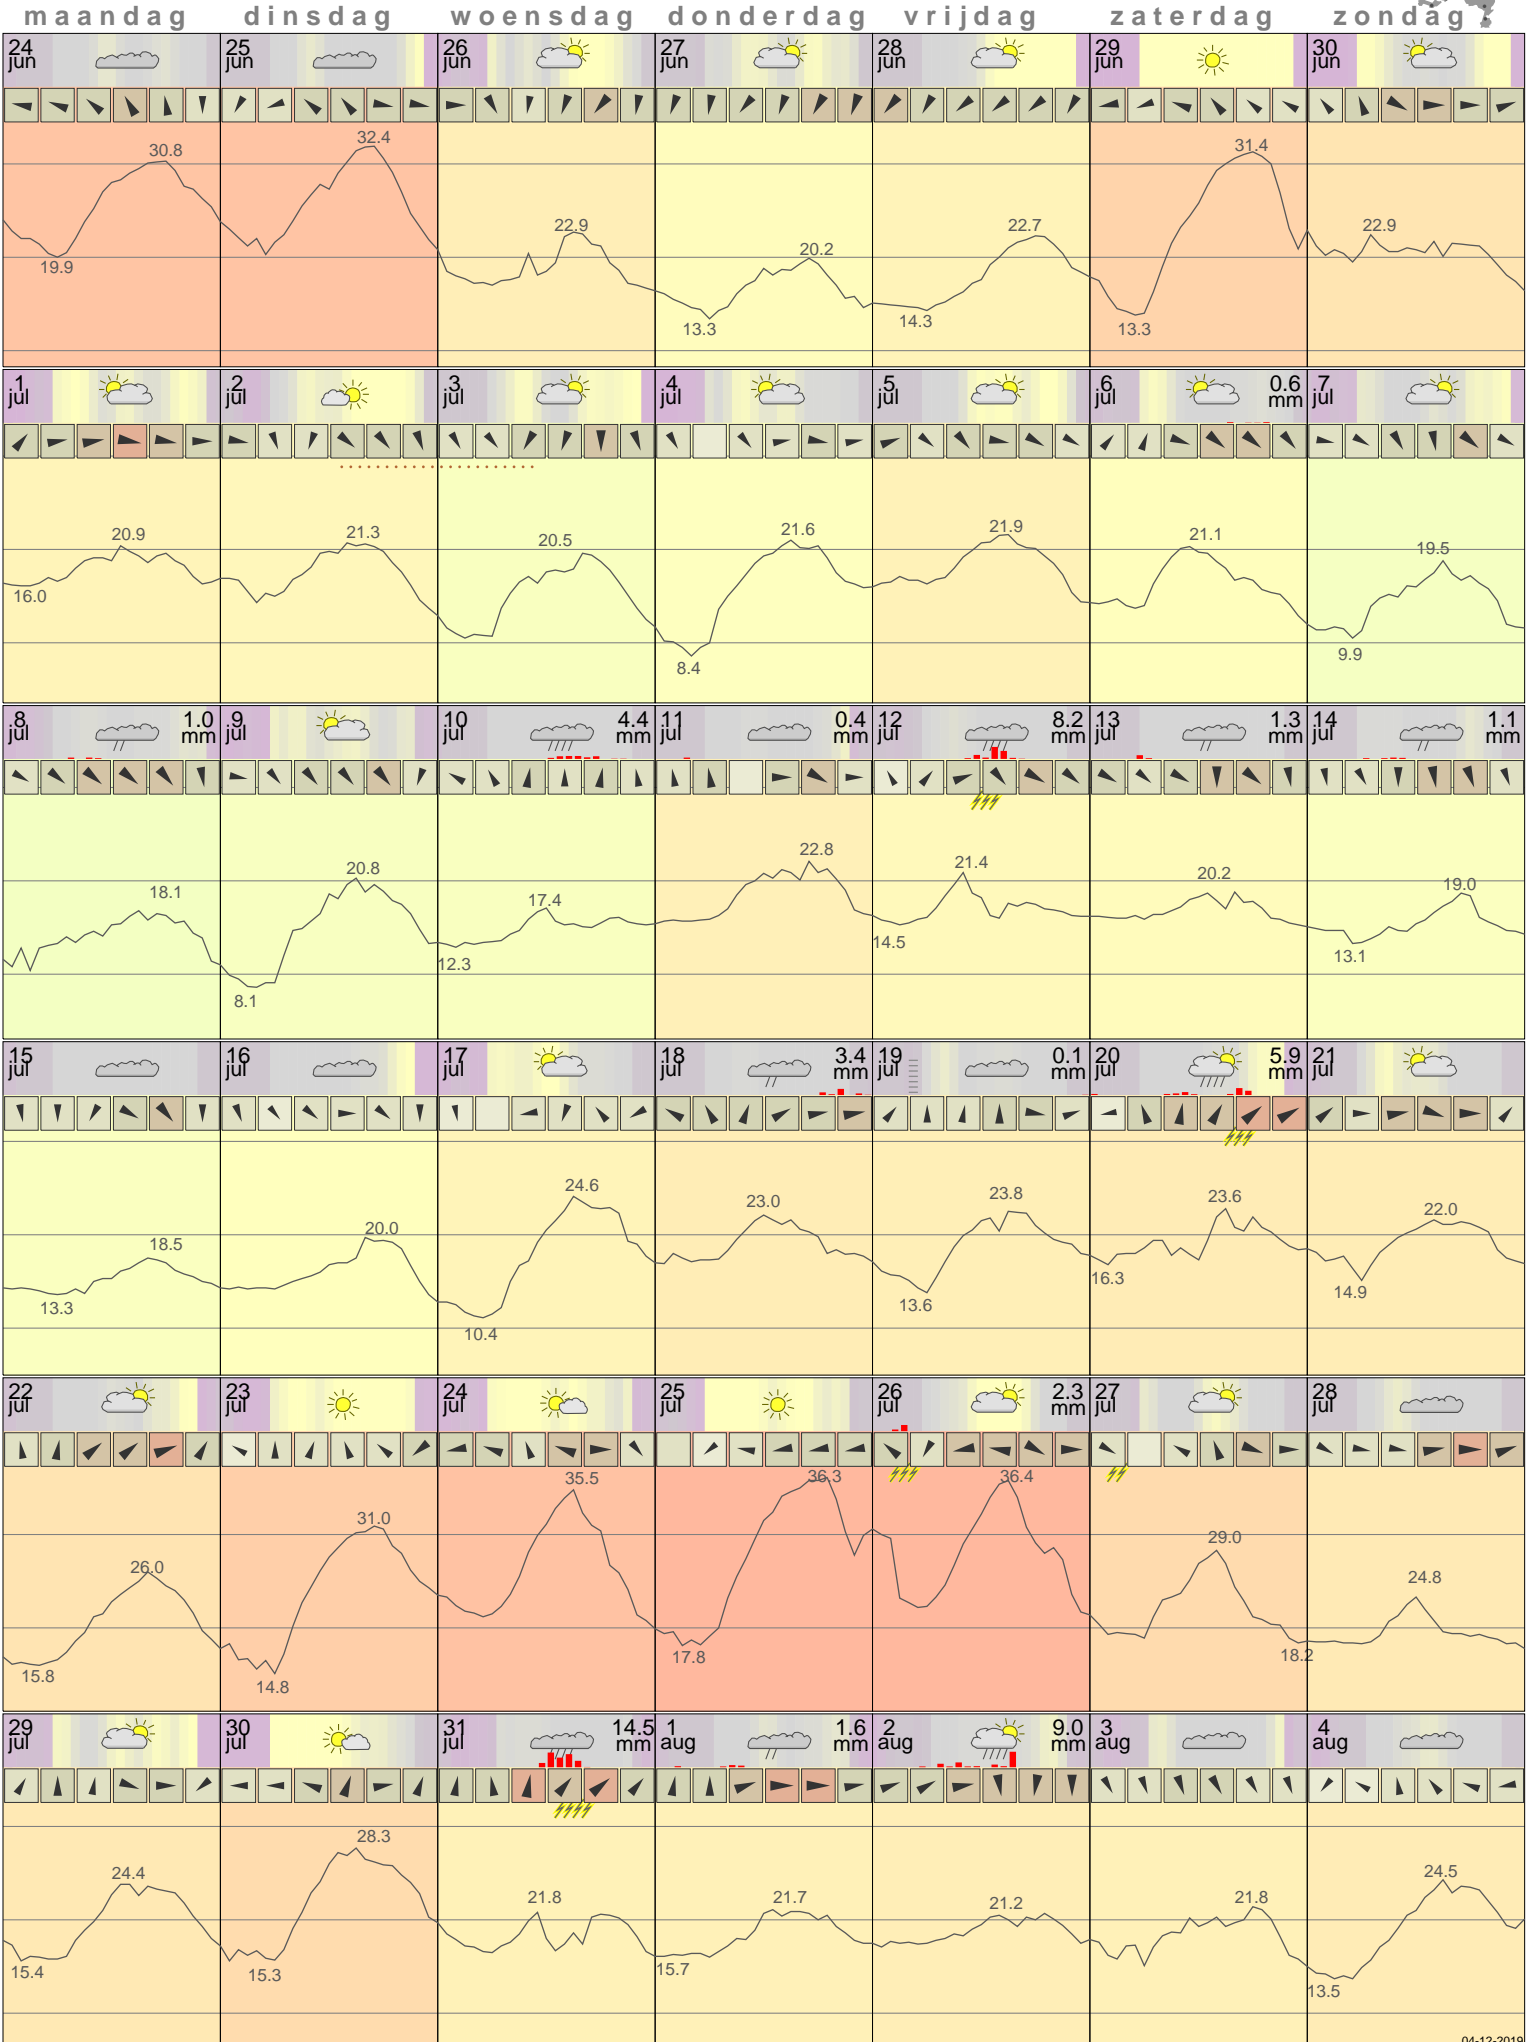 maandag dinsdag woensdag donderdag vrijdag zaterdag zondag
24 25 26 27 28 29 30
jun jun jun jun jun jun jun
30.8 32.4 22.9 20.2 22.7 31.4 22.9
19.9 13.3 14.3 13.3
1 2 3 4 5 6 0.6 7
jul jul jul jul jul jul mm jul
20.9 21.3 20.5 21.6 21.9 21.1 19.5
16.0 8.4 9.9
8 1.0 9 10 4.4 11 0.4 12 8.2 13 1.3 14 1.1
jul mm jul jul mm jul mm jul mm jul mm jul mm
18.1 20.8 17.4 22.8 21.4 20.2 19.0
8.1 12.3 14.5 13.1
15 16 17 18 3.4 19 0.1 20 5.9 21
jul jul jul jul mm jul mm jul mm jul
18.5 20.0 24.6 23.0 23.8 23.6 22.0
13.3 10.4 13.6 16.3 14.9
22 23 24 25 26 2.3 27 28
jul jul jul jul jul mm jul jul
26.0 31.0 35.5 36.3 36.4 29.0 24.8
15.8 14.8 17.8 18.2
29 30 31 14.5 1 1.6 2 9.0 3 4
jul jul jul mm aug mm aug mm aug aug
24.4 28.3 21.8 21.7 21.2 21.8 24.5
15.4 15.3 15.7 13.5
04-12-2019